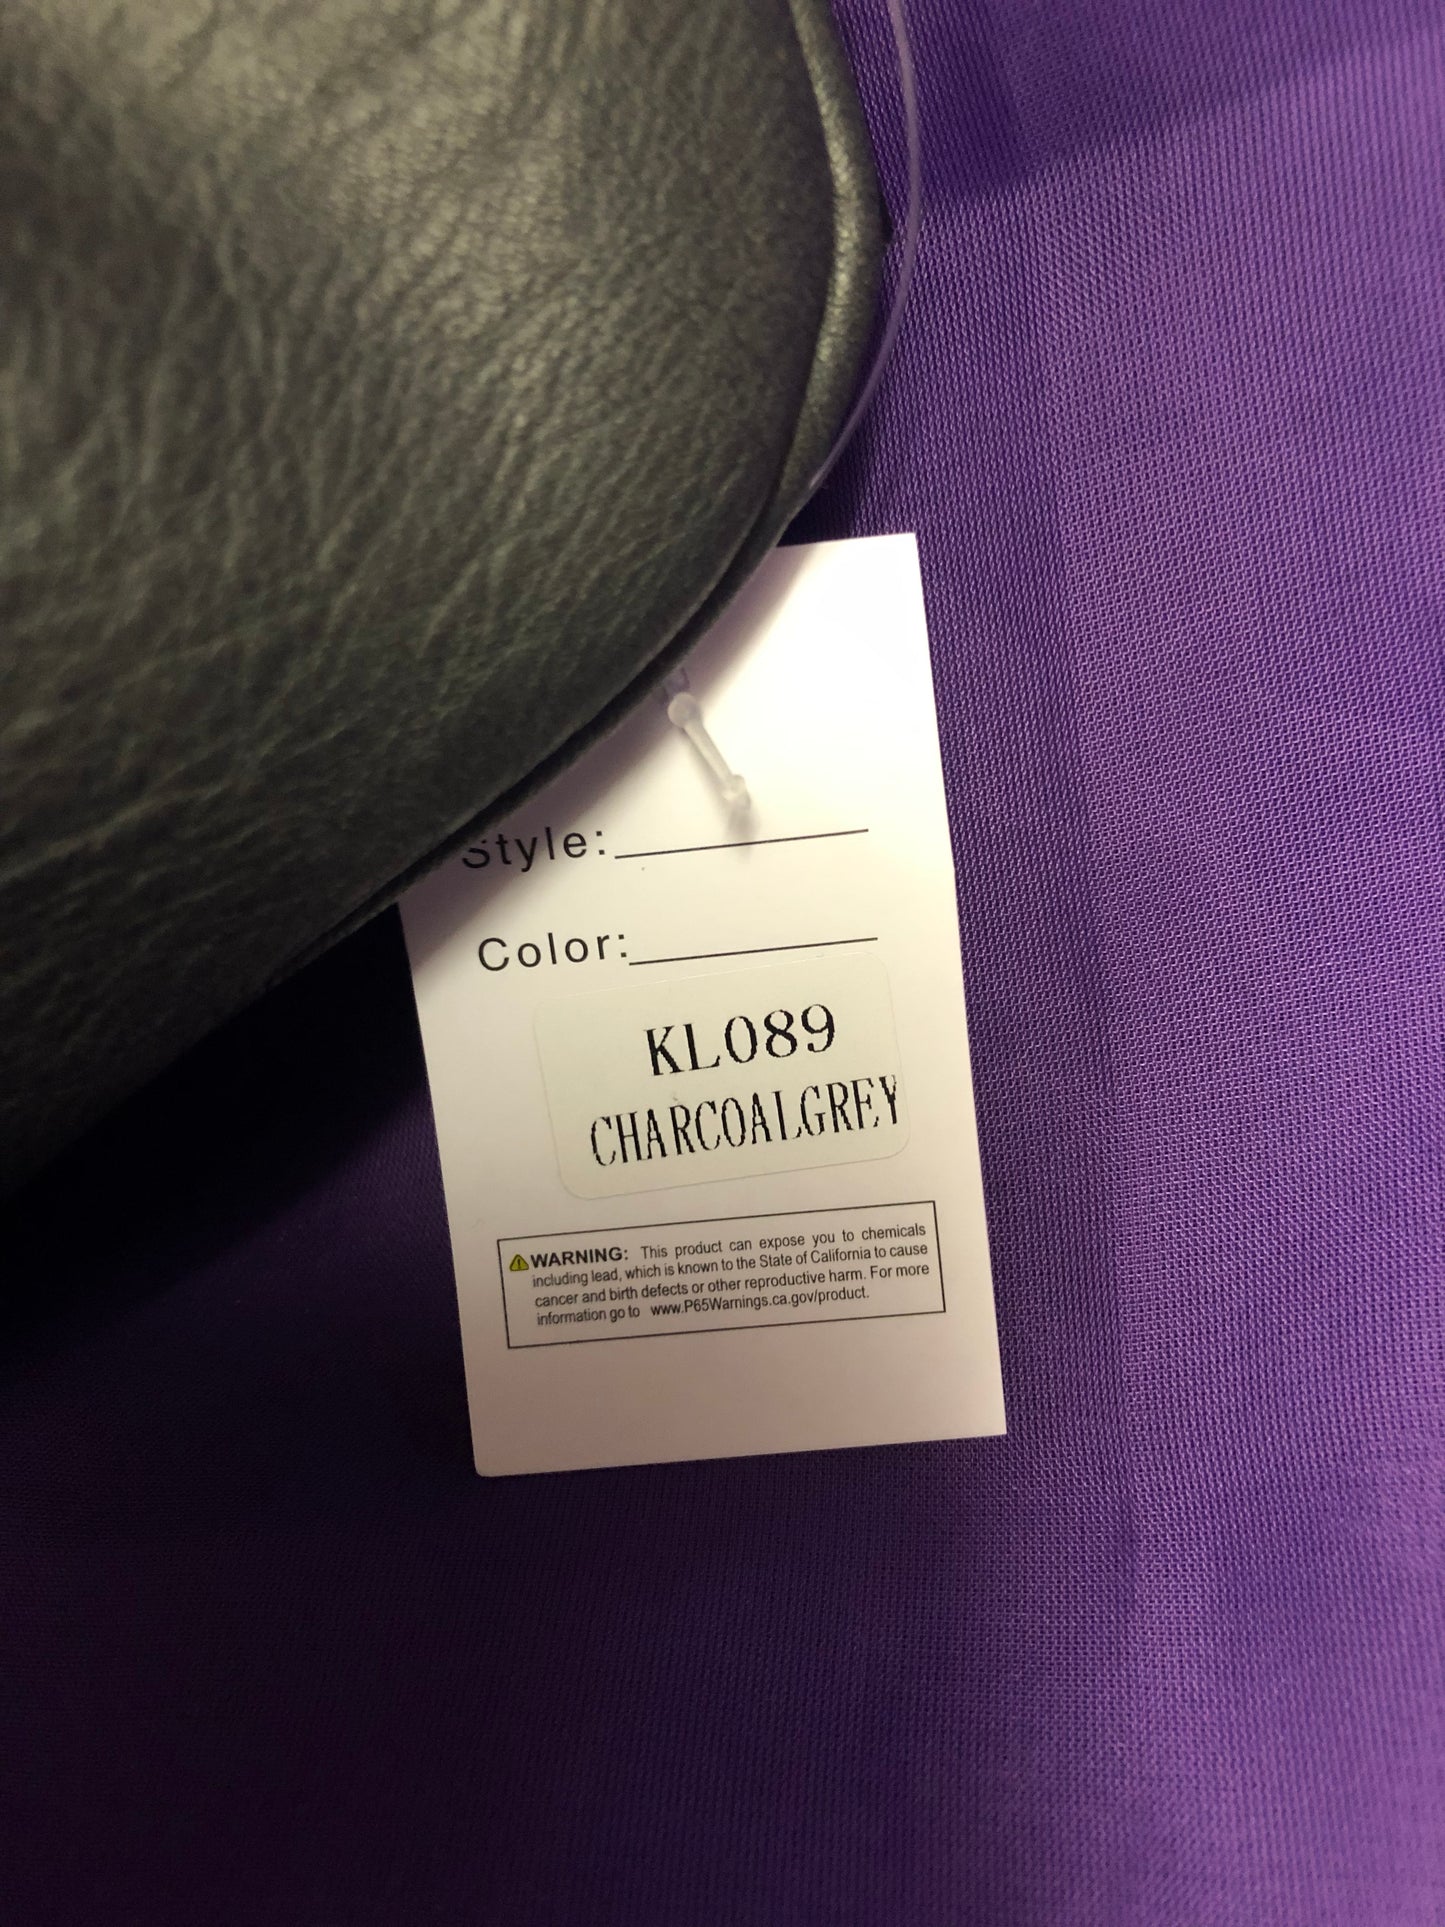 Style:
Color:
KL089
CHARCOALGREY
WARNING: This product can expose you to chemicals
including lead, which is known to the State of California to cause
cancer and birth defects or other reproductive harm. For more
information go to www.P65Warnings.ca.gov/product.